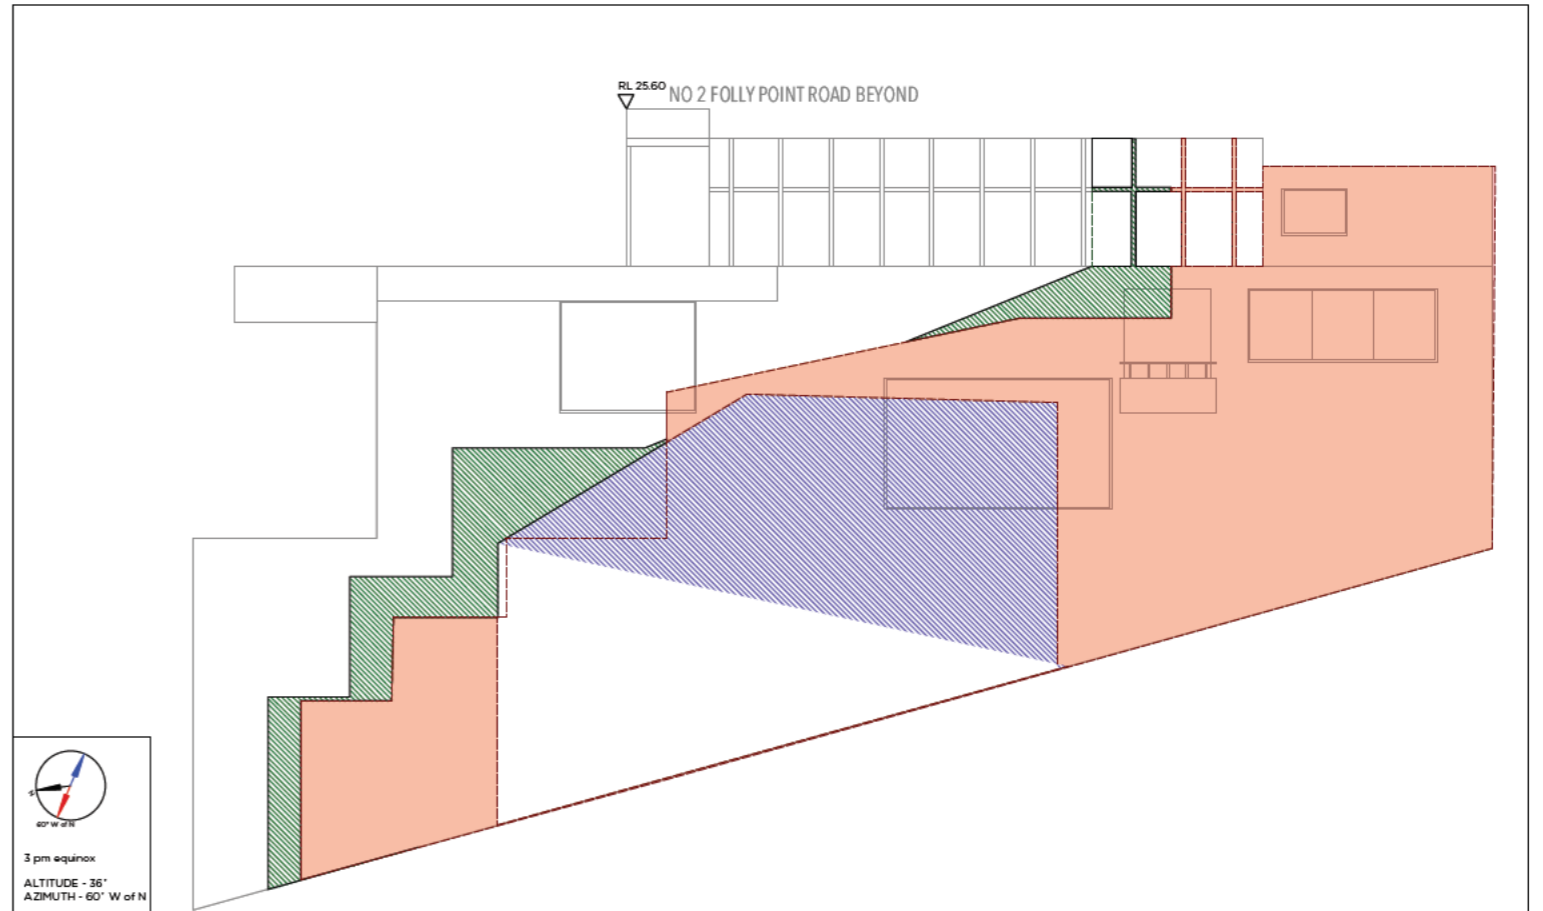 RL 25.60
NO 2 FOLLY POINT ROAD BEYOND
N
60° W of N
3 pm equinox
ALTITUDE - 36°
AZIMUTH - 60° W of N